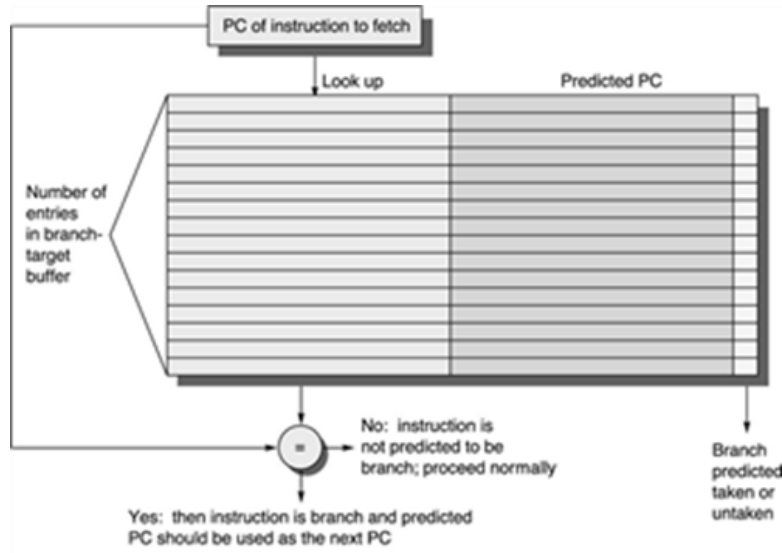 PC of instruction to fetch
Look up
Predicted PC
Number of
entries
in branch-
target
buffer
=
No: instruction is
not predicted to be
branch; proceed normally
Yes: then instruction is branch and predicted
PC should be used as the next PC
Branch
predicted
taken or
untaken